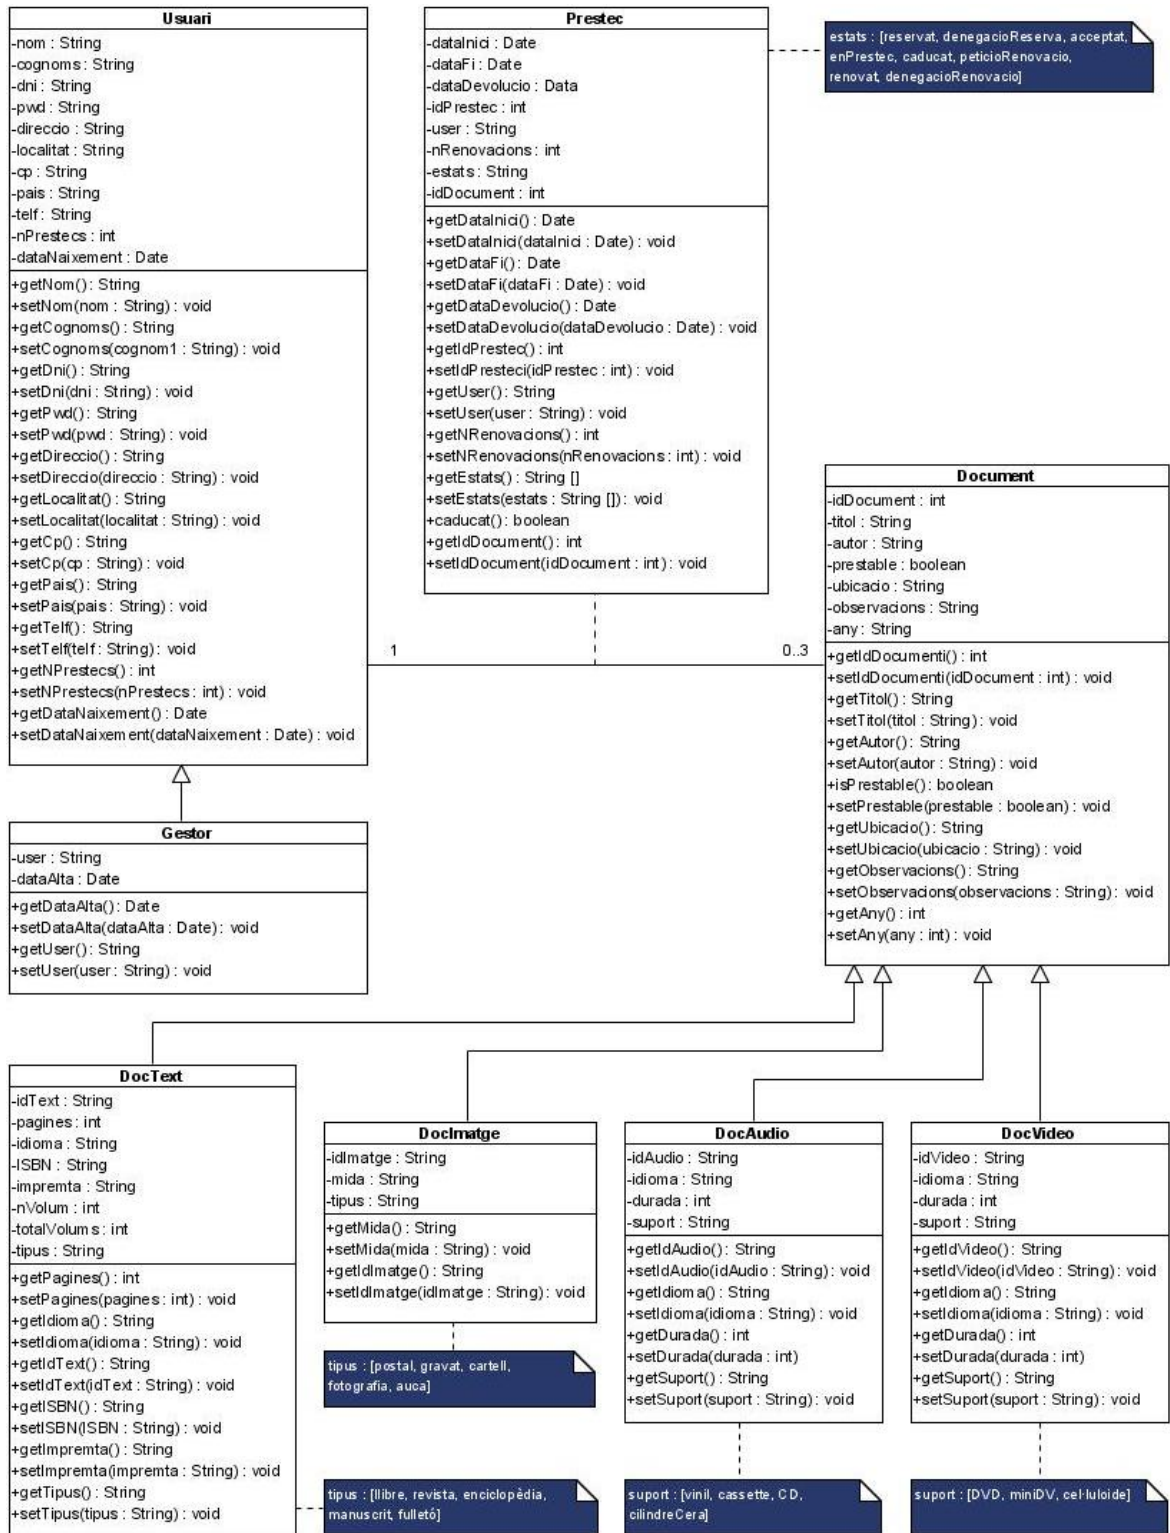 Usuari
-nom : String
-cognoms : String
-dni : String
-pwd : String
-direccio : String
-localitat : String
-cp : String
-pais : String
-telf : String
-nPrestecs : int
-dataNaixement : Date
+getNom() : String
+setNom(nom : String) : void
+getCognoms() : String
+setCognoms(cognom1 : String) : void
+getDni() : String
+setDni(dni : String) : void
+getPwd() : String
+setPwd(pwd : String) : void
+getDireccio() : String
+setDireccio(direccio : String) : void
+getLocalitat() : String
+setLocalitat(localitat : String) : void
+getCp() : String
+setCp(cp : String) : void
+getPais() : String
+setPais(pais : String) : void
+getTelf() : String
+setTelf(telf : String) : void
+getNPrestecs() : int
+setNPrestecs(nPrestecs : int) : void
+getDataNaixement() : Date
+setDataNaixement(dataNaixement : Date) : void
Prestec
-dataInici : Date
-dataFi : Date
-dataDevolucio : Data
-idPrestec : int
-user : String
-nRenovacions : int
-estats : String
-idDocument : int
+getDataInici() : Date
+setDataInici(dataInici : Date) : void
+getDataFi() : Date
+setDataFi(dataFi : Date) : void
+getDataDevolucio() : Date
+setDataDevolucio(dataDevolucio : Date) : void
+getIdPrestec() : int
+setIdPresteci(idPrestec : int) : void
+getUser() : String
+setUser(user : String) : void
+getNRenovacions() : int
+setNRenovacions(nRenovacions : int) : void
+getEstats() : String []
+setEstats(estats : String []) : void
+caducat() : boolean
+getIdDocument() : int
+setIdDocument(idDocument : int) : void
estats : [reservat, denegacioReserva, acceptat,
enPrestec, caducat, peticioRenovacio,
renovat, denegacioRenovacio]
1
0..3
Document
-idDocument : int
-titol : String
-autor : String
-prestable : boolean
-ubicacio : String
-observacions : String
-any : String
+getIdDocumenti() : int
+setIdDocumenti(idDocument : int) : void
+getTitol() : String
+setTitol(titol : String) : void
+getAutor() : String
+setAutor(autor : String) : void
+isPrestable() : boolean
+setPrestable(prestable : boolean) : void
+getUbicacio() : String
+setUbicacio(ubicacio : String) : void
+getObservacions() : String
+setObservacions(observacions : String) : void
+getAny() : int
+setAny(any : int) : void
Gestor
-user : String
-dataAlta : Date
+getDataAlta() : Date
+setDataAlta(dataAlta : Date) : void
+getUser() : String
+setUser(user : String) : void
DocText
-idText : String
-pagines : int
-idioma : String
-ISBN : String
-impremta : String
-nVolum : int
-totalVolums : int
-tipus : String
+getPagines() : int
+setPagines(pagines : int) : void
+getIdioma() : String
+setIdioma(idioma : String) : void
+getIdText() : String
+setIdText(idText : String) : void
+getISBN() : String
+setISBN(ISBN : String) : void
+getImpremta() : String
+setImpremta(impremta : String) : void
+getTipus() : String
+setTipus(tipus : String) : void
tipus : [llibre, revista, enciclopèdia,
manuscrit, fulletó]
DocImatge
-idImatge : String
-mida : String
-tipus : String
+getMida() : String
+setMida(mida : String) : void
+getIdImatge() : String
+setIdImatge(idImatge : String) : void
tipus : [postal, gravat, cartell,
fotografia, auca]
DocAudio
-idAudio : String
-idioma : String
-durada : int
-suport : String
+getIdAudio() : String
+setIdAudio(idAudio : String) : void
+getIdioma() : String
+setIdioma(idioma : String) : void
+getDurada() : int
+setDurada(durada : int)
+getSuport() : String
+setSuport(suport : String) : void
suport : [vinil, cassette, CD,
cilindreCera]
DocVideo
-idVideo : String
-idioma : String
-durada : int
-suport : String
+getIdVideo() : String
+setIdVideo(idVideo : String) : void
+getIdioma() : String
+setIdioma(idioma : String) : void
+getDurada() : int
+setDurada(durada : int)
+getSuport() : String
+setSuport(suport : String) : void
suport : [DVD, miniDV, cel·luloide]